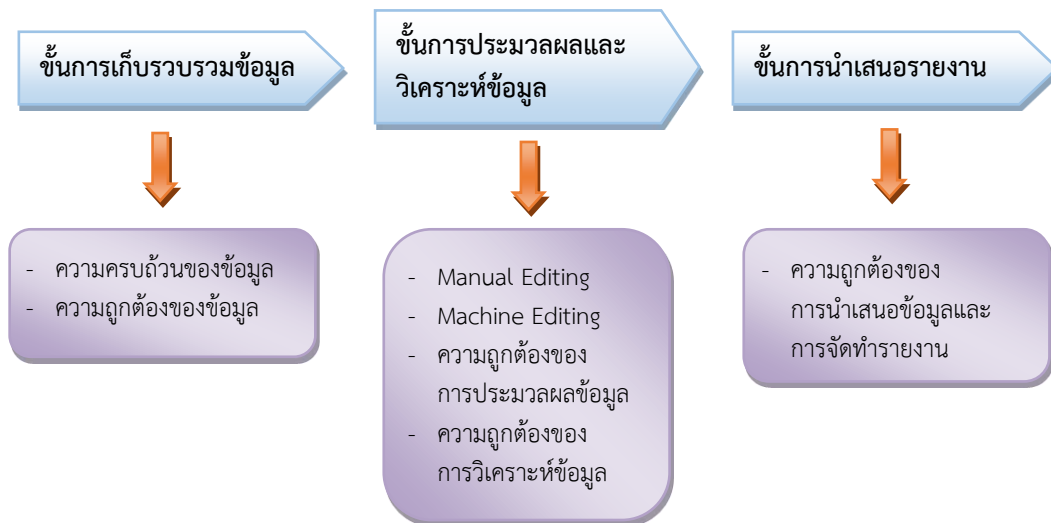 ขั้นการเก็บรวบรวมข้อมูล
- ความครบถ้วนของข้อมูล
- ความถูกต้องของข้อมูล
ขั้นการประมวลผลและ
วิเคราะห์ข้อมูล
- Manual Editing
- Machine Editing
- ความถูกต้องของ
การประมวลผลข้อมูล
- ความถูกต้องของ
การวิเคราะห์ข้อมูล
ขั้นการนำเสนอรายงาน
- ความถูกต้องของ
การนำเสนอข้อมูลและ
การจัดทำรายงาน